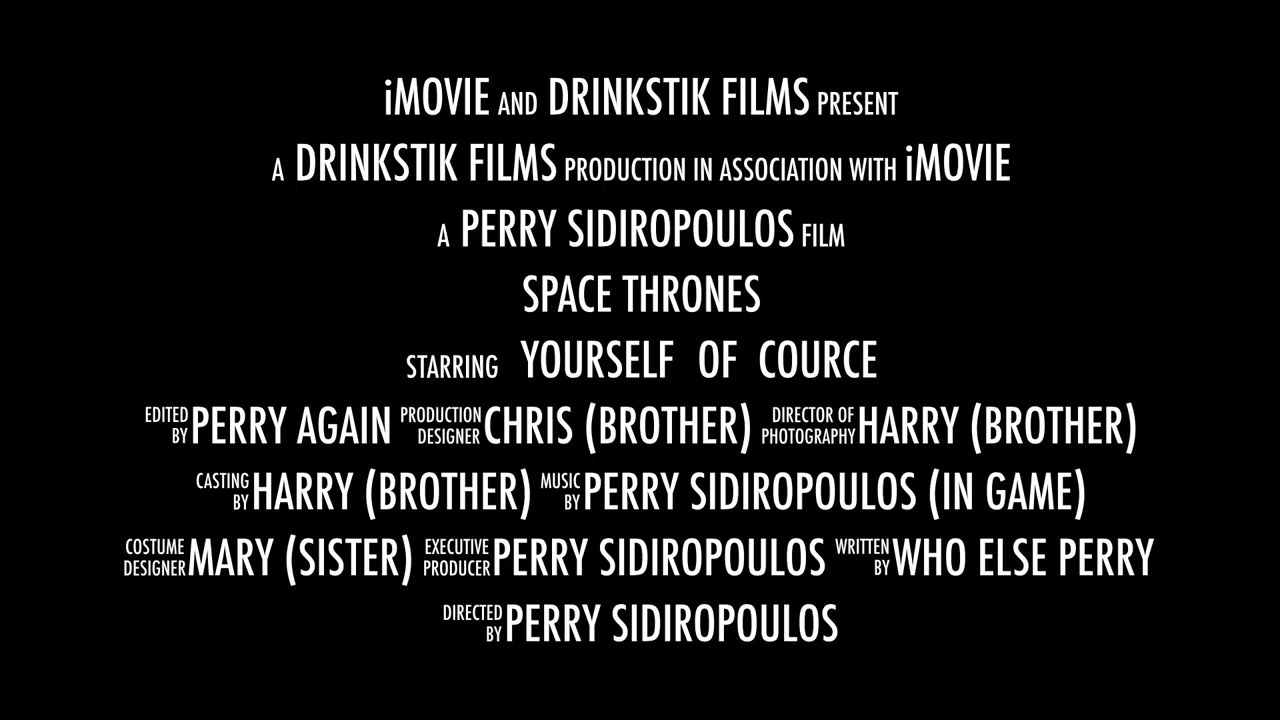 iMOVIE AND DRINKSTIK FILMS PRESENT
A DRINKSTIK FILMS PRODUCTION IN ASSOCIATION WITH iMOVIE
A PERRY SIDIROPOULOS FILM
SPACE THRONES
STARRING YOURSELF OF COURCE
EDITED BY PERRY AGAIN PRODUCTION DESIGNER CHRIS (BROTHER) DIRECTOR OF PHOTOGRAPHY HARRY (BROTHER)
CASTING BY HARRY (BROTHER) MUSIC BY PERRY SIDIROPOULOS (IN GAME)
COSTUME DESIGNER MARY (SISTER) EXECUTIVE PRODUCER PERRY SIDIROPOULOS WRITTEN BY WHO ELSE PERRY
DIRECTED BY PERRY SIDIROPOULOS